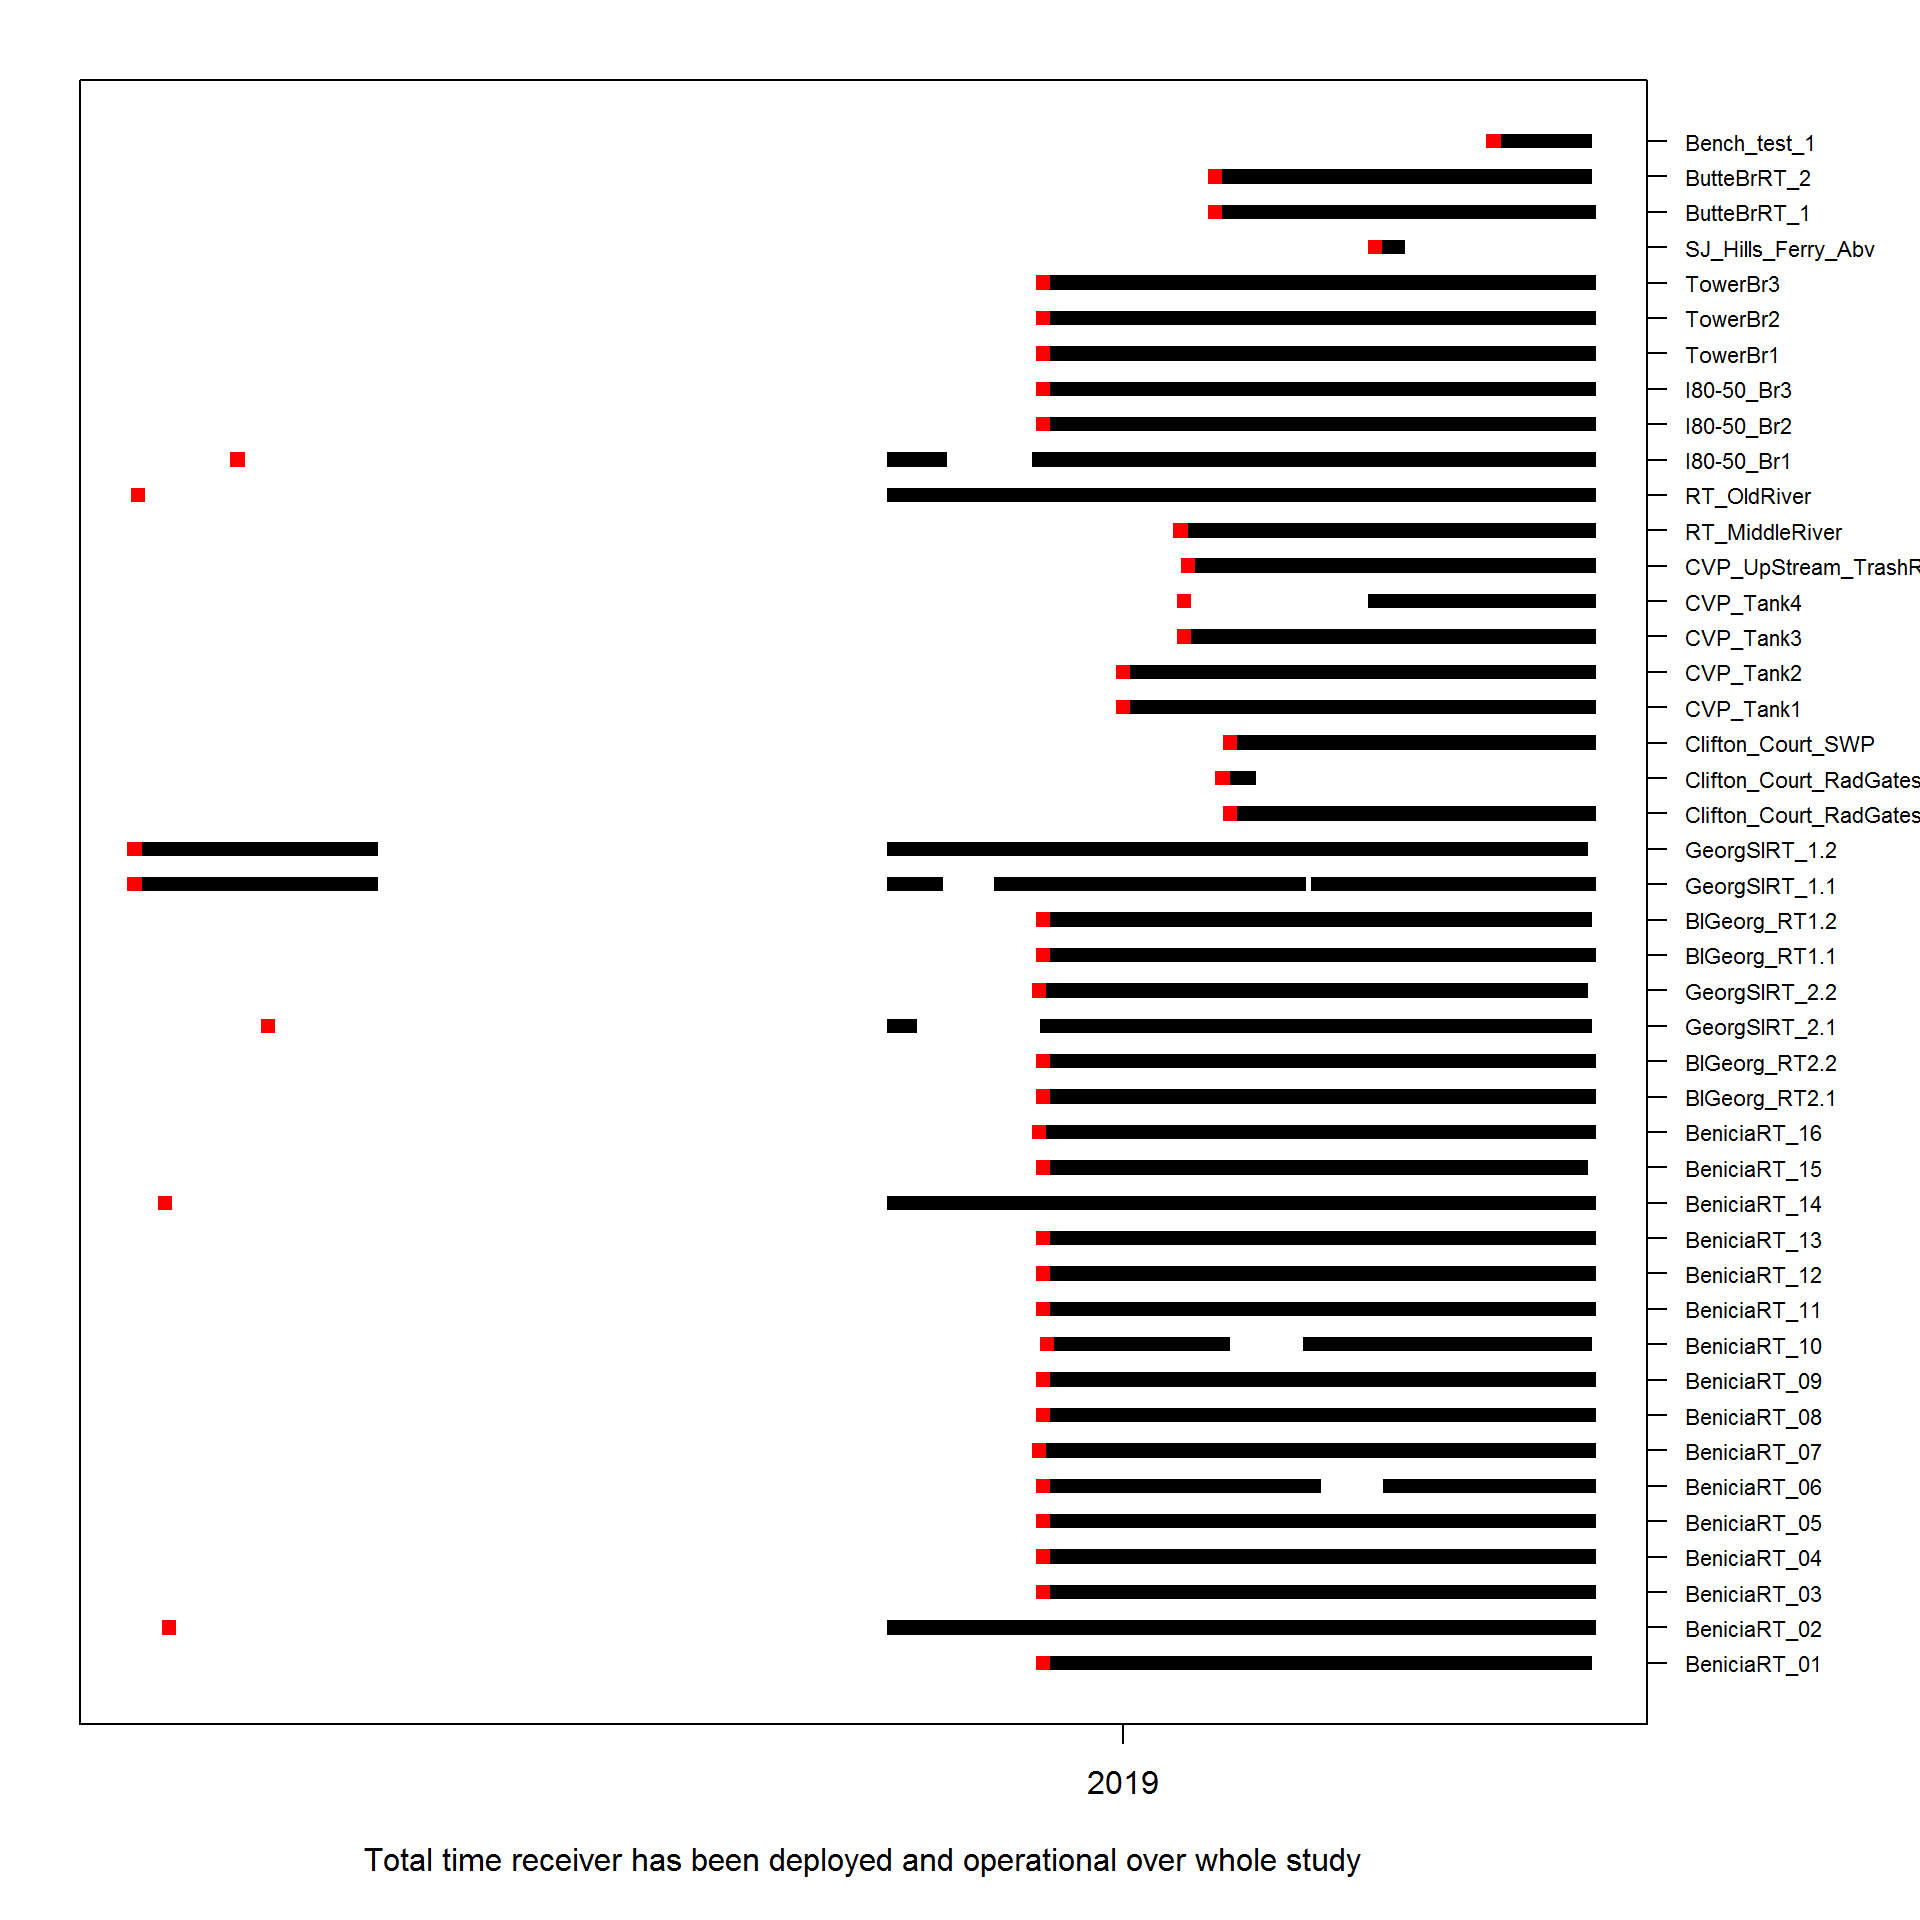 Bench_test_1
ButteBrRT_2
ButteBrRT_1
SJ_Hills_Ferry_Abv
TowerBr3
TowerBr2
TowerBr1
I80-50_Br3
I80-50_Br2
I80-50_Br1
RT_OldRiver
RT_MiddleRiver
CVP_UpStream_TrashR
CVP_Tank4
CVP_Tank3
CVP_Tank2
CVP_Tank1
Clifton_Court_SWP
Clifton_Court_RadGates
Clifton_Court_RadGates
GeorgSlRT_1.2
GeorgSlRT_1.1
BlGeorg_RT1.2
BlGeorg_RT1.1
GeorgSlRT_2.2
GeorgSlRT_2.1
BlGeorg_RT2.2
BlGeorg_RT2.1
BeniciaRT_16
BeniciaRT_15
BeniciaRT_14
BeniciaRT_13
BeniciaRT_12
BeniciaRT_11
BeniciaRT_10
BeniciaRT_09
BeniciaRT_08
BeniciaRT_07
BeniciaRT_06
BeniciaRT_05
BeniciaRT_04
BeniciaRT_03
BeniciaRT_02
BeniciaRT_01
2019
Total time receiver has been deployed and operational over whole study